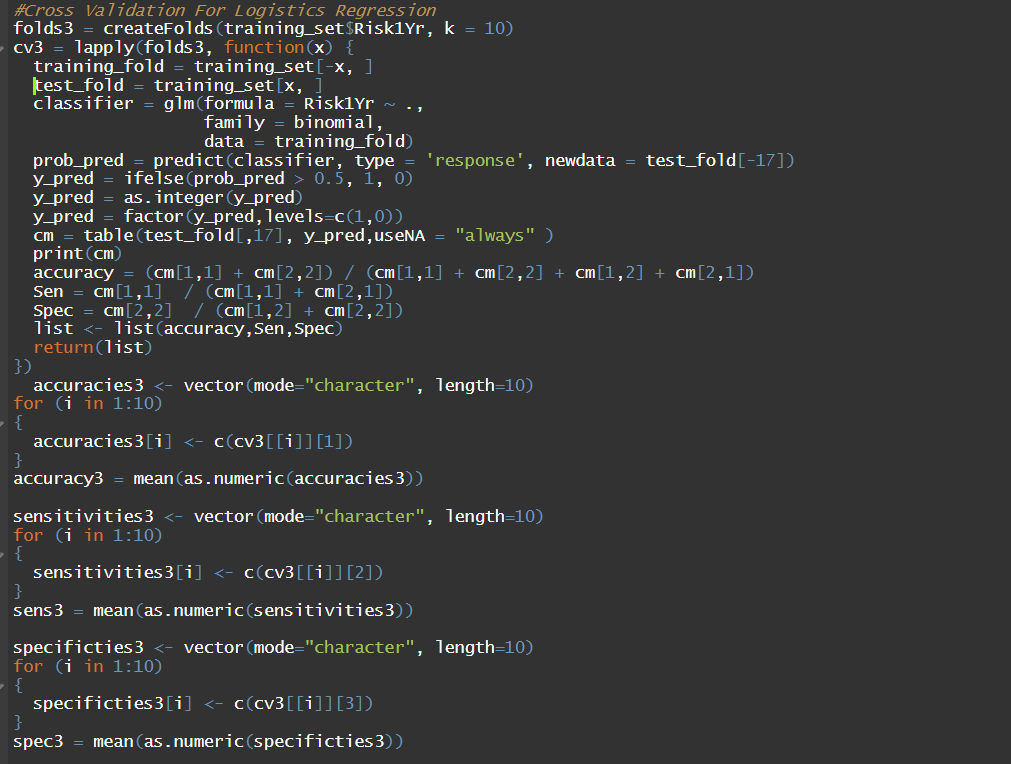 #Cross Validation For Logistics Regression
folds3 = createFolds(training_set$Risk1Yr, k = 10)
cv3 = lapply(folds3, function(x) {
  training_fold = training_set[-x, ]
  test_fold = training_set[x, ]
  classifier = glm(formula = Risk1Yr ~ .,
                   family = binomial,
                   data = training_fold)
  prob_pred = predict(classifier, type = 'response', newdata = test_fold[-17])
  y_pred = ifelse(prob_pred > 0.5, 1, 0)
  y_pred = as.integer(y_pred)
  y_pred = factor(y_pred,levels=c(1,0))
  cm = table(test_fold[,17], y_pred,useNA = "always" )
  print(cm)
  accuracy = (cm[1,1] + cm[2,2]) / (cm[1,1] + cm[2,2] + cm[1,2] + cm[2,1])
  Sen = cm[1,1]  / (cm[1,1] + cm[2,1])
  Spec = cm[2,2]  / (cm[1,2] + cm[2,2])
  list <- list(accuracy,Sen,Spec)
  return(list)
})
  accuracies3 <- vector(mode="character", length=10)
for (i in 1:10)
{
  accuracies3[i] <- c(cv3[[i]][1])
}
accuracy3 = mean(as.numeric(accuracies3))

sensitivities3 <- vector(mode="character", length=10)
for (i in 1:10)
{
  sensitivities3[i] <- c(cv3[[i]][2])
}
sens3 = mean(as.numeric(sensitivities3))

specificties3 <- vector(mode="character", length=10)
for (i in 1:10)
{
  specificties3[i] <- c(cv3[[i]][3])
}
spec3 = mean(as.numeric(specificties3))